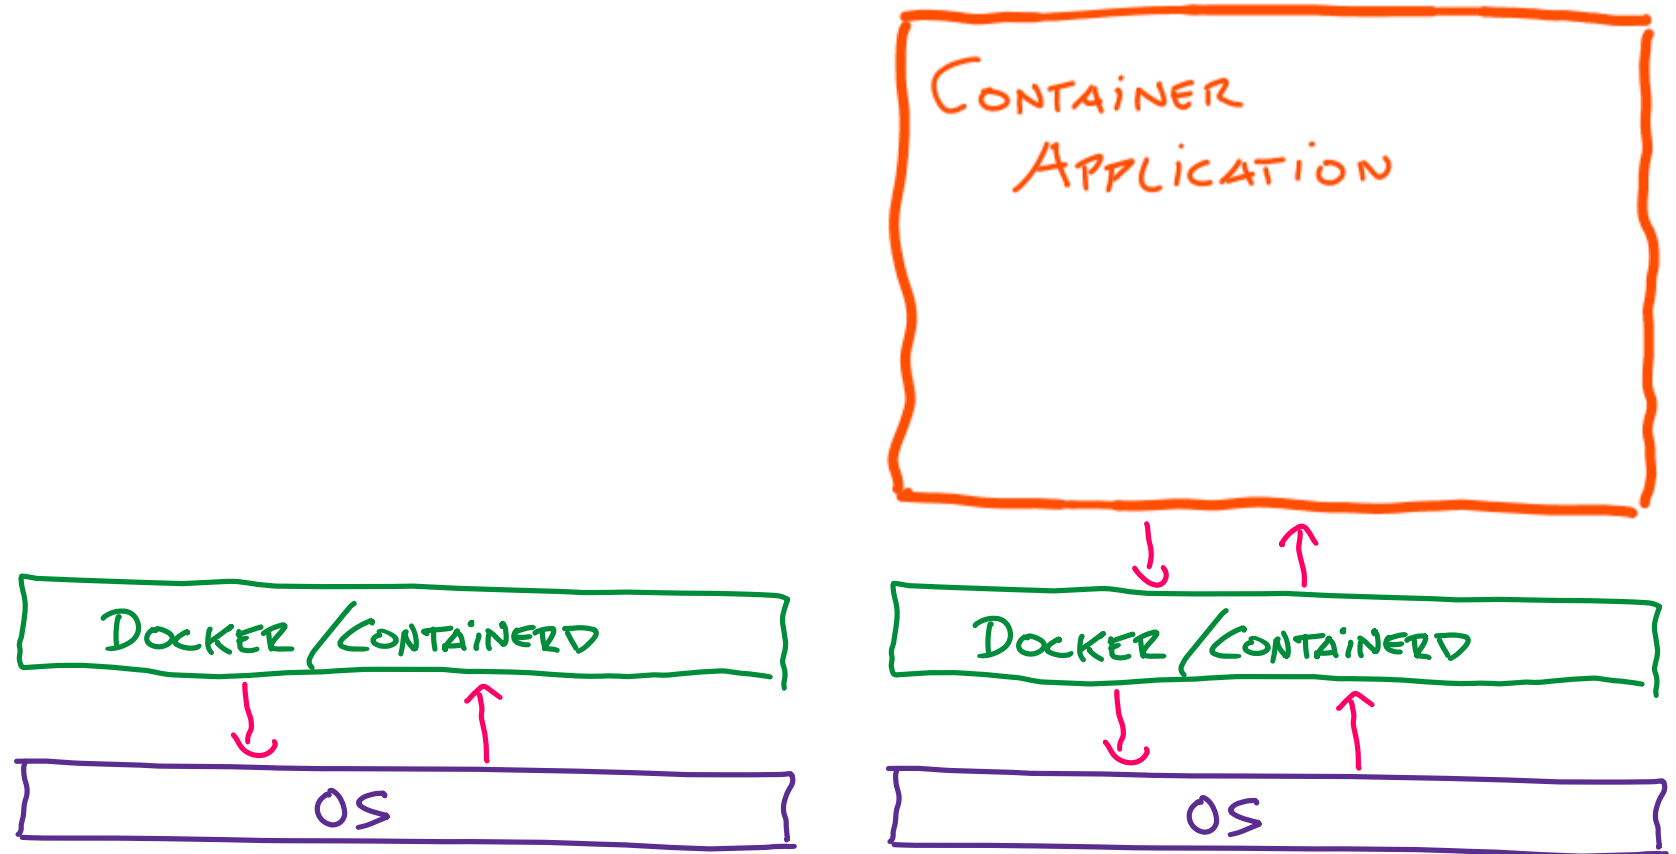 CONTAINER
APPLICATION
DOCKER/CONTAINERD
DOCKER/CONTAINERD
OS
OS